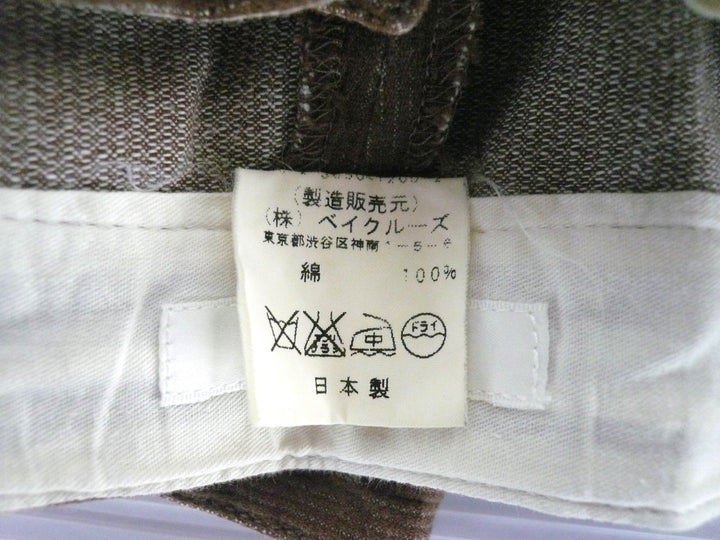 (製造販売元)
(株) ベイクルーズ
東京都渋谷区神南1-5-6
綿 100%
中 ドライ
日本製